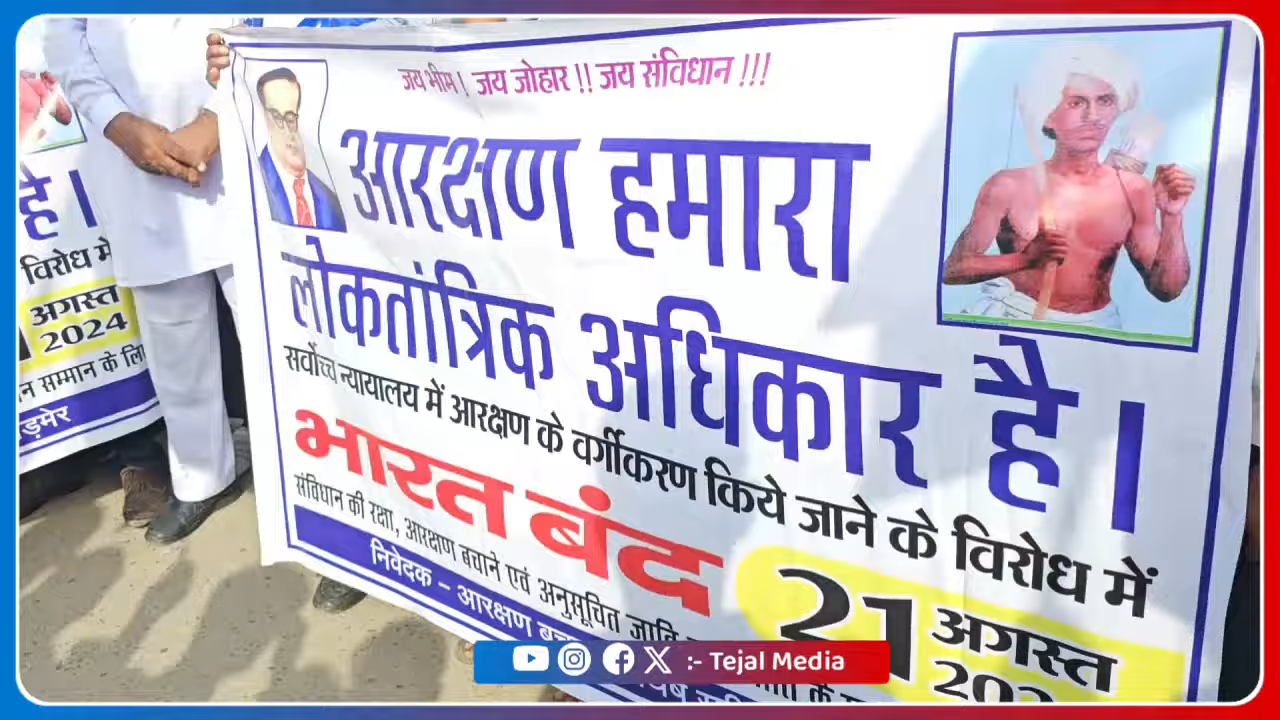 जय भीम ! जय जोहार !! जय संविधान !!!
आरक्षण हमारा
लोकतांत्रिक अधिकार है।
सर्वोच्च न्यायालय में आरक्षण के वर्गीकरण किये जाने के विरोध में
भारत बंद
21 अगस्त
संविधान की रक्षा, आरक्षण बचाने एवं अनुसूचित जाति
निवेदक – आरक्षण
है।
विरोध में
अगस्त
2024
सम्मान के
:- Tejal Media